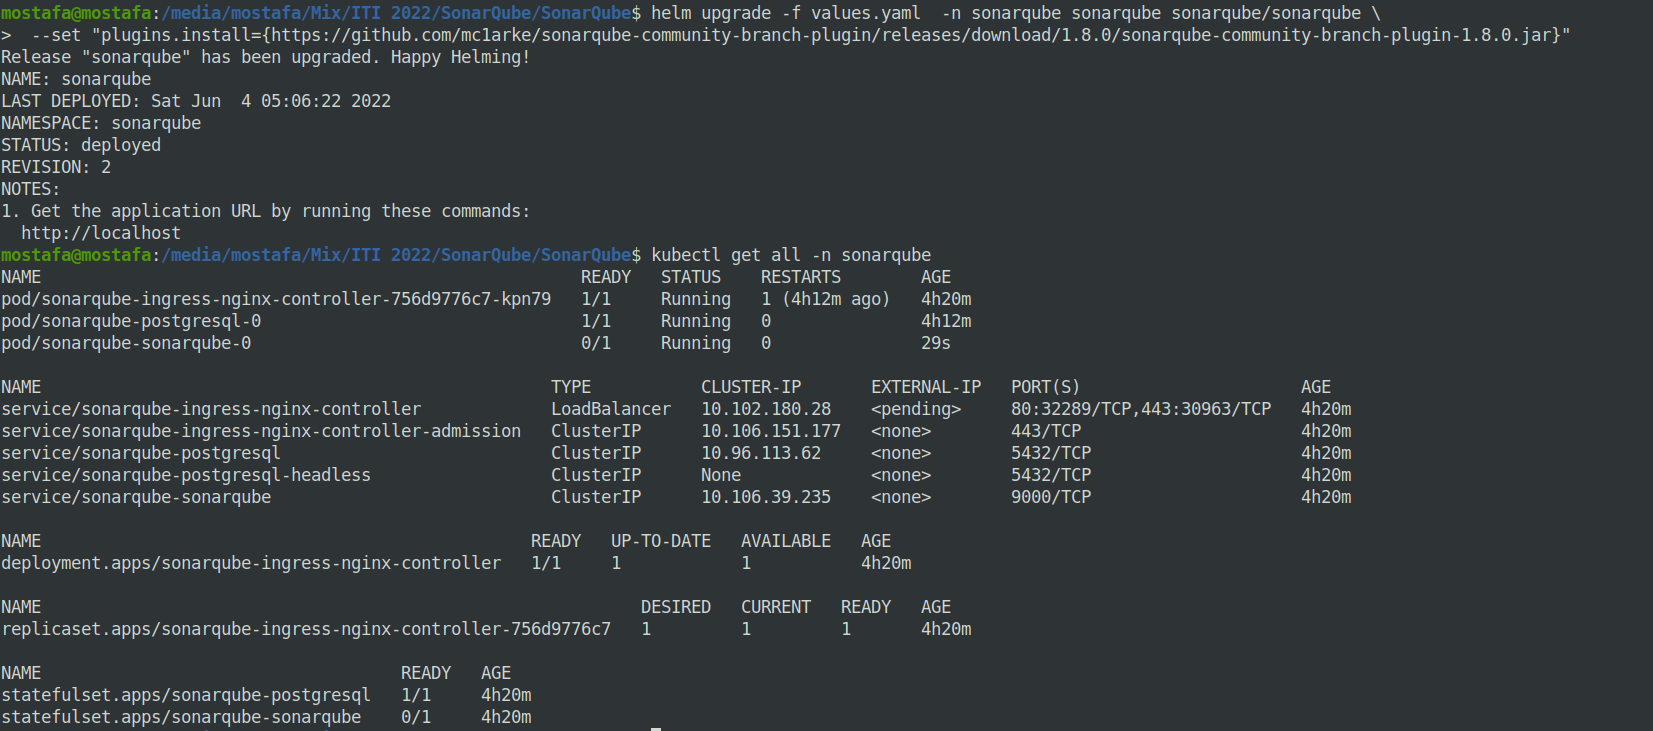 mostafa@mostafa:/media/mostafa/Mix/ITI 2022/SonarQube/SonarQube$ helm upgrade -f values.yaml  -n sonarqube sonarqube sonarqube/sonarqube \
>  --set "plugins.install={https://github.com/mc1arke/sonarqube-community-branch-plugin/releases/download/1.8.0/sonarqube-community-branch-plugin-1.8.0.jar}"
Release "sonarqube" has been upgraded. Happy Helming!
NAME: sonarqube
LAST DEPLOYED: Sat Jun  4 05:06:22 2022
NAMESPACE: sonarqube
STATUS: deployed
REVISION: 2
NOTES:
1. Get the application URL by running these commands:
  http://localhost
mostafa@mostafa:/media/mostafa/Mix/ITI 2022/SonarQube/SonarQube$ kubectl get all -n sonarqube
NAME                                                      READY   STATUS    RESTARTS        AGE
pod/sonarqube-ingress-nginx-controller-756d9776c7-kpn79   1/1     Running   1 (4h12m ago)   4h20m
pod/sonarqube-postgresql-0                                1/1     Running   0               4h12m
pod/sonarqube-sonarqube-0                                 0/1     Running   0               29s

NAME                                                   TYPE           CLUSTER-IP       EXTERNAL-IP   PORT(S)                      AGE
service/sonarqube-ingress-nginx-controller             LoadBalancer   10.102.180.28    <pending>     80:32289/TCP,443:30963/TCP   4h20m
service/sonarqube-ingress-nginx-controller-admission   ClusterIP      10.106.151.177   <none>        443/TCP                      4h20m
service/sonarqube-postgresql                           ClusterIP      10.96.113.62     <none>        5432/TCP                     4h20m
service/sonarqube-postgresql-headless                  ClusterIP      None             <none>        5432/TCP                     4h20m
service/sonarqube-sonarqube                            ClusterIP      10.106.39.235    <none>        9000/TCP                     4h20m

NAME                                                 READY   UP-TO-DATE   AVAILABLE   AGE
deployment.apps/sonarqube-ingress-nginx-controller   1/1     1            1           4h20m

NAME                                                            DESIRED   CURRENT   READY   AGE
replicaset.apps/sonarqube-ingress-nginx-controller-756d9776c7   1         1         1       4h20m

NAME                                    READY   AGE
statefulset.apps/sonarqube-postgresql   1/1     4h20m
statefulset.apps/sonarqube-sonarqube    0/1     4h20m